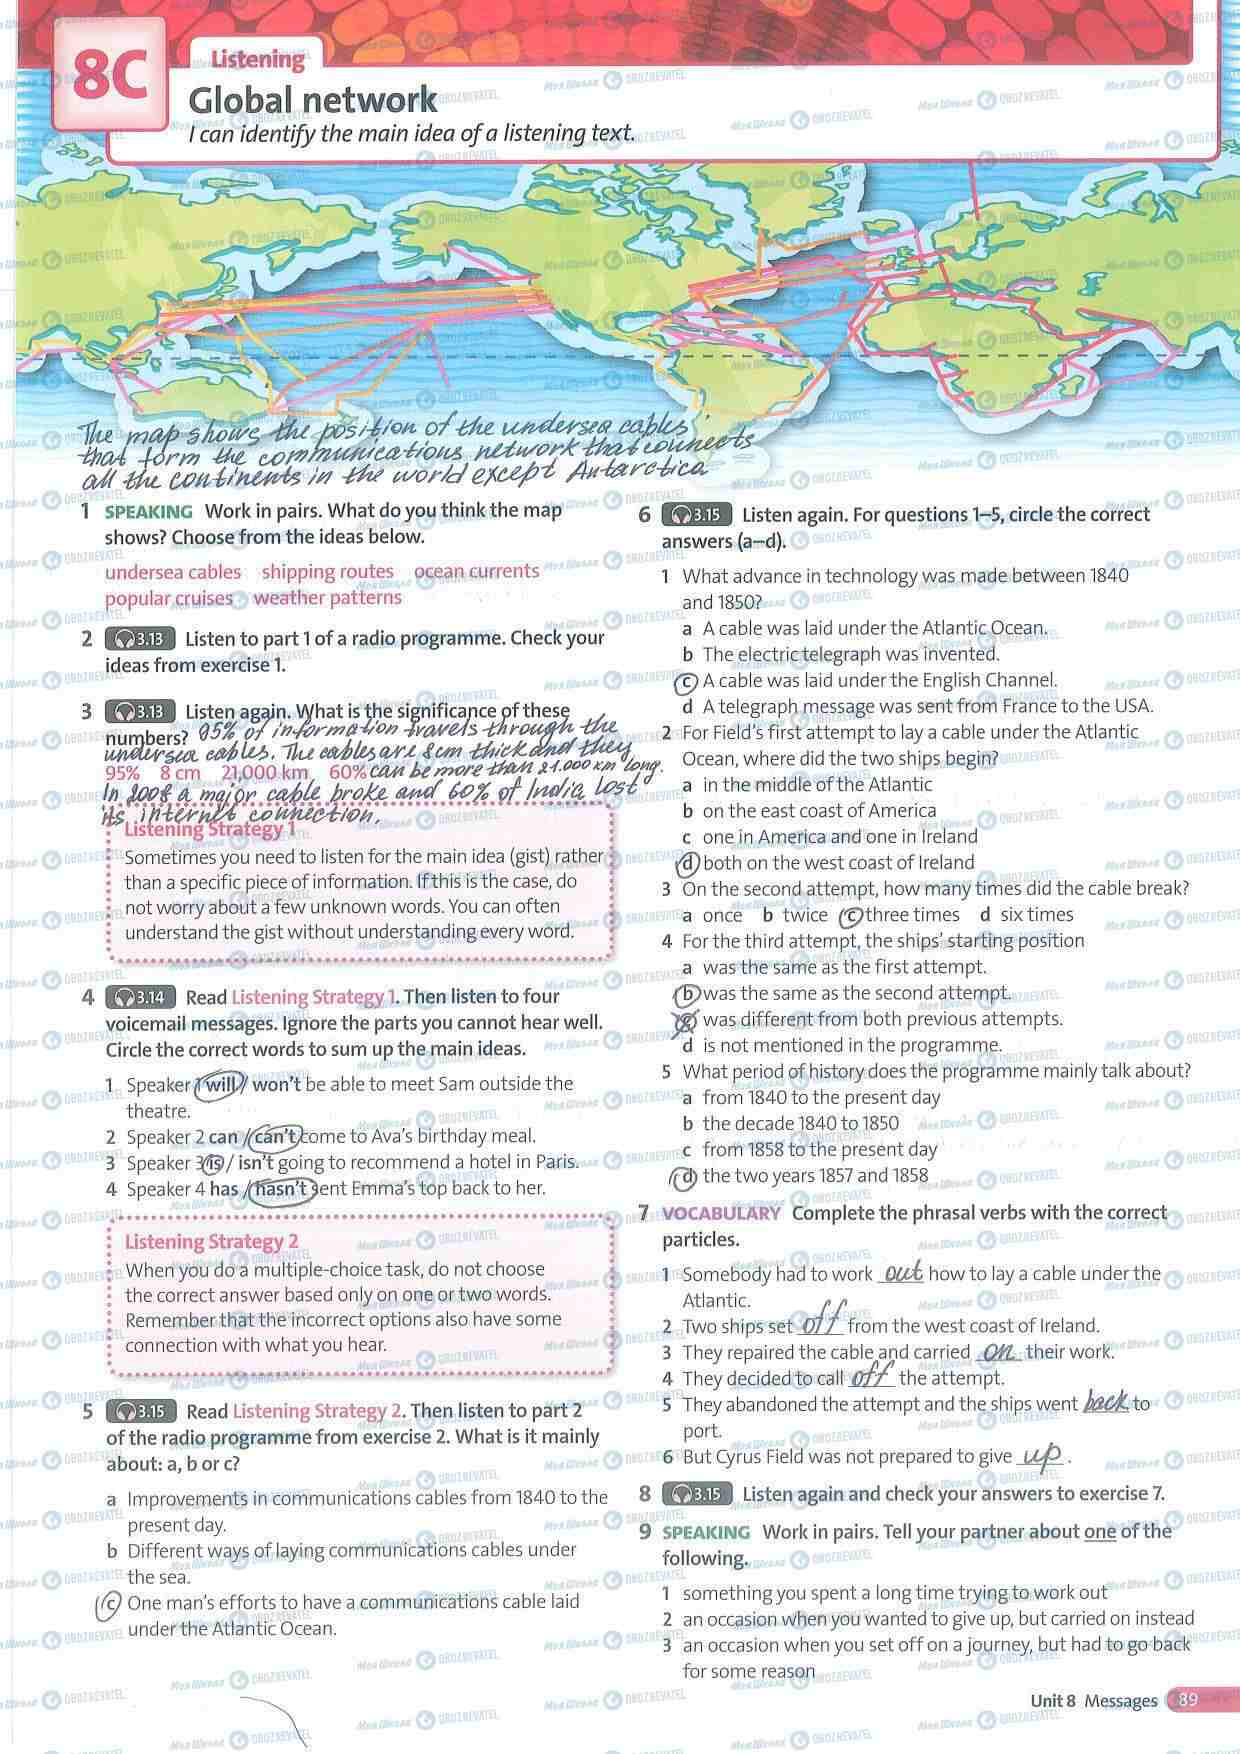 8C
Listening
Global network
I can identify the main idea of a listening text.
The map shows the position of the undersea cables
that form the communications network that connects
all the continents in the world except Antarctica
1 SPEAKING Work in pairs. What do you think the map
shows? Choose from the ideas below.
undersea cables shipping routes ocean currents
popular cruises weather patterns
2 3.13 Listen to part 1 of a radio programme. Check your
ideas from exercise 1.
3 3.13 Listen again. What is the significance of these
numbers? 95% of information travels through the
undersea cables. The cables are 8cm thick and they
95% 8 cm 21,000 km 60% can be more than 21.000 km long.
In 2008 a major cable broke and 60% of India lost
its internet connection.
Listening Strategy 1
Sometimes you need to listen for the main idea (gist) rather
than a specific piece of information. If this is the case, do
not worry about a few unknown words. You can often
understand the gist without understanding every word.
4 3.14 Read Listening Strategy 1. Then listen to four
voicemail messages. Ignore the parts you cannot hear well.
Circle the correct words to sum up the main ideas.
1 Speaker 1 will / won't be able to meet Sam outside the
theatre.
2 Speaker 2 can / can't come to Ava's birthday meal.
3 Speaker 3 is / isn't going to recommend a hotel in Paris.
4 Speaker 4 has / hasn't sent Emma's top back to her.
Listening Strategy 2
When you do a multiple-choice task, do not choose
the correct answer based only on one or two words.
Remember that the incorrect options also have some
connection with what you hear.
5 3.15 Read Listening Strategy 2. Then listen to part 2
of the radio programme from exercise 2. What is it mainly
about: a, b or c?
a Improvements in communications cables from 1840 to the
present day.
b Different ways of laying communications cables under
the sea.
c One man's efforts to have a communications cable laid
under the Atlantic Ocean.
6 3.15 Listen again. For questions 1–5, circle the correct
answers (a–d).
1 What advance in technology was made between 1840
and 1850?
a A cable was laid under the Atlantic Ocean.
b The electric telegraph was invented.
c A cable was laid under the English Channel.
d A telegraph message was sent from France to the USA.
2 For Field's first attempt to lay a cable under the Atlantic
Ocean, where did the two ships begin?
a in the middle of the Atlantic
b on the east coast of America
c one in America and one in Ireland
d both on the west coast of Ireland
3 On the second attempt, how many times did the cable break?
a once b twice c three times d six times
4 For the third attempt, the ships' starting position
a was the same as the first attempt.
b was the same as the second attempt.
c was different from both previous attempts.
d is not mentioned in the programme.
5 What period of history does the programme mainly talk about?
a from 1840 to the present day
b the decade 1840 to 1850
c from 1858 to the present day
d the two years 1857 and 1858
7 VOCABULARY Complete the phrasal verbs with the correct
particles.
1 Somebody had to work out how to lay a cable under the
Atlantic.
2 Two ships set off from the west coast of Ireland.
3 They repaired the cable and carried on their work.
4 They decided to call off the attempt.
5 They abandoned the attempt and the ships went back to
port.
6 But Cyrus Field was not prepared to give up.
8 3.15 Listen again and check your answers to exercise 7.
9 SPEAKING Work in pairs. Tell your partner about one of the
following.
1 something you spent a long time trying to work out
2 an occasion when you wanted to give up, but carried on instead
3 an occasion when you set off on a journey, but had to go back
for some reason
Unit 8 Messages 89